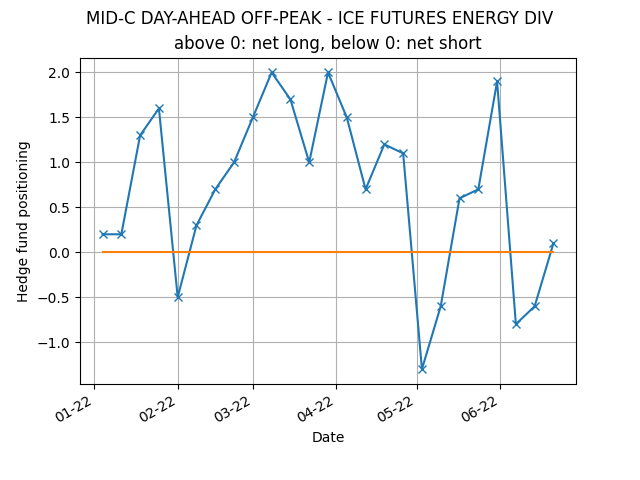 MID-C DAY-AHEAD OFF-PEAK - ICE FUTURES ENERGY DIV
above 0: net long, below 0: net short
2.0
1.5
1.0
0.5
0.0
−0.5
−1.0
Hedge fund positioning
01-22 02-22 03-22 04-22 05-22 06-22
Date